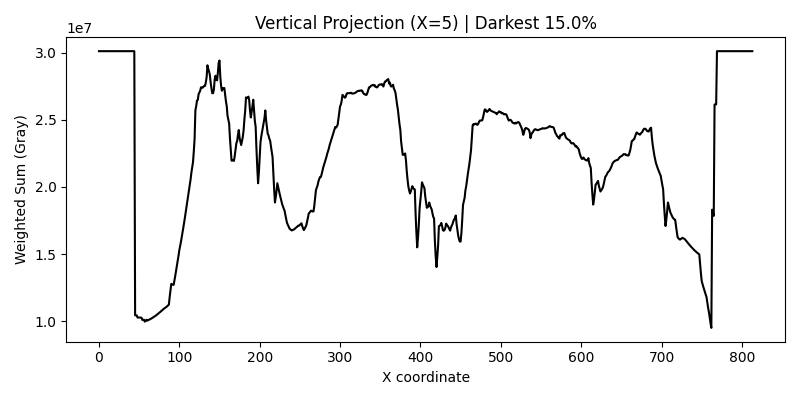 Vertical Projection (X=5) | Darkest 15.0%
1e7
3.0
2.5
2.0
1.5
1.0
Weighted Sum (Gray)
0 100 200 300 400 500 600 700 800
X coordinate